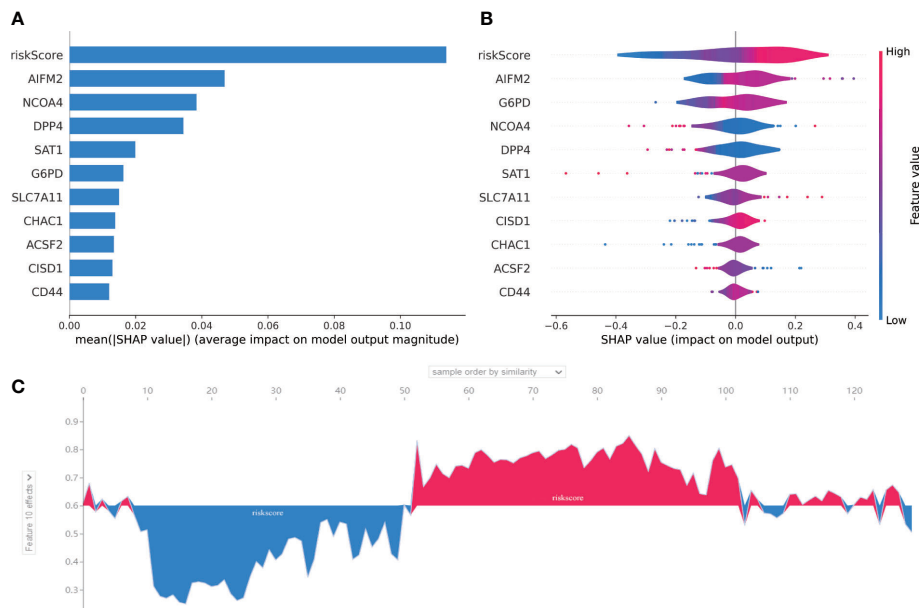 A
riskScore
AIFM2
NCOA4
DPP4
SAT1
G6PD
SLC7A11
CHAC1
ACSF2
CISD1
CD44
0.00 0.02 0.04 0.06 0.08 0.10
mean(|SHAP value|) (average impact on model output magnitude)
B
riskScore
AIFM2
G6PD
NCOA4
DPP4
SAT1
SLC7A11
CISD1
CHAC1
ACSF2
CD44
−0.6 −0.4 −0.2 0.0 0.2 0.4
SHAP value (impact on model output)
High
Feature value
Low
C
sample order by similarity
0 10 20 30 40 50 60 70 80 90 100 110 120
Feature 10 effects
0.9
0.8
0.7
0.6
0.5
0.4
0.3
riskscore
riskscore